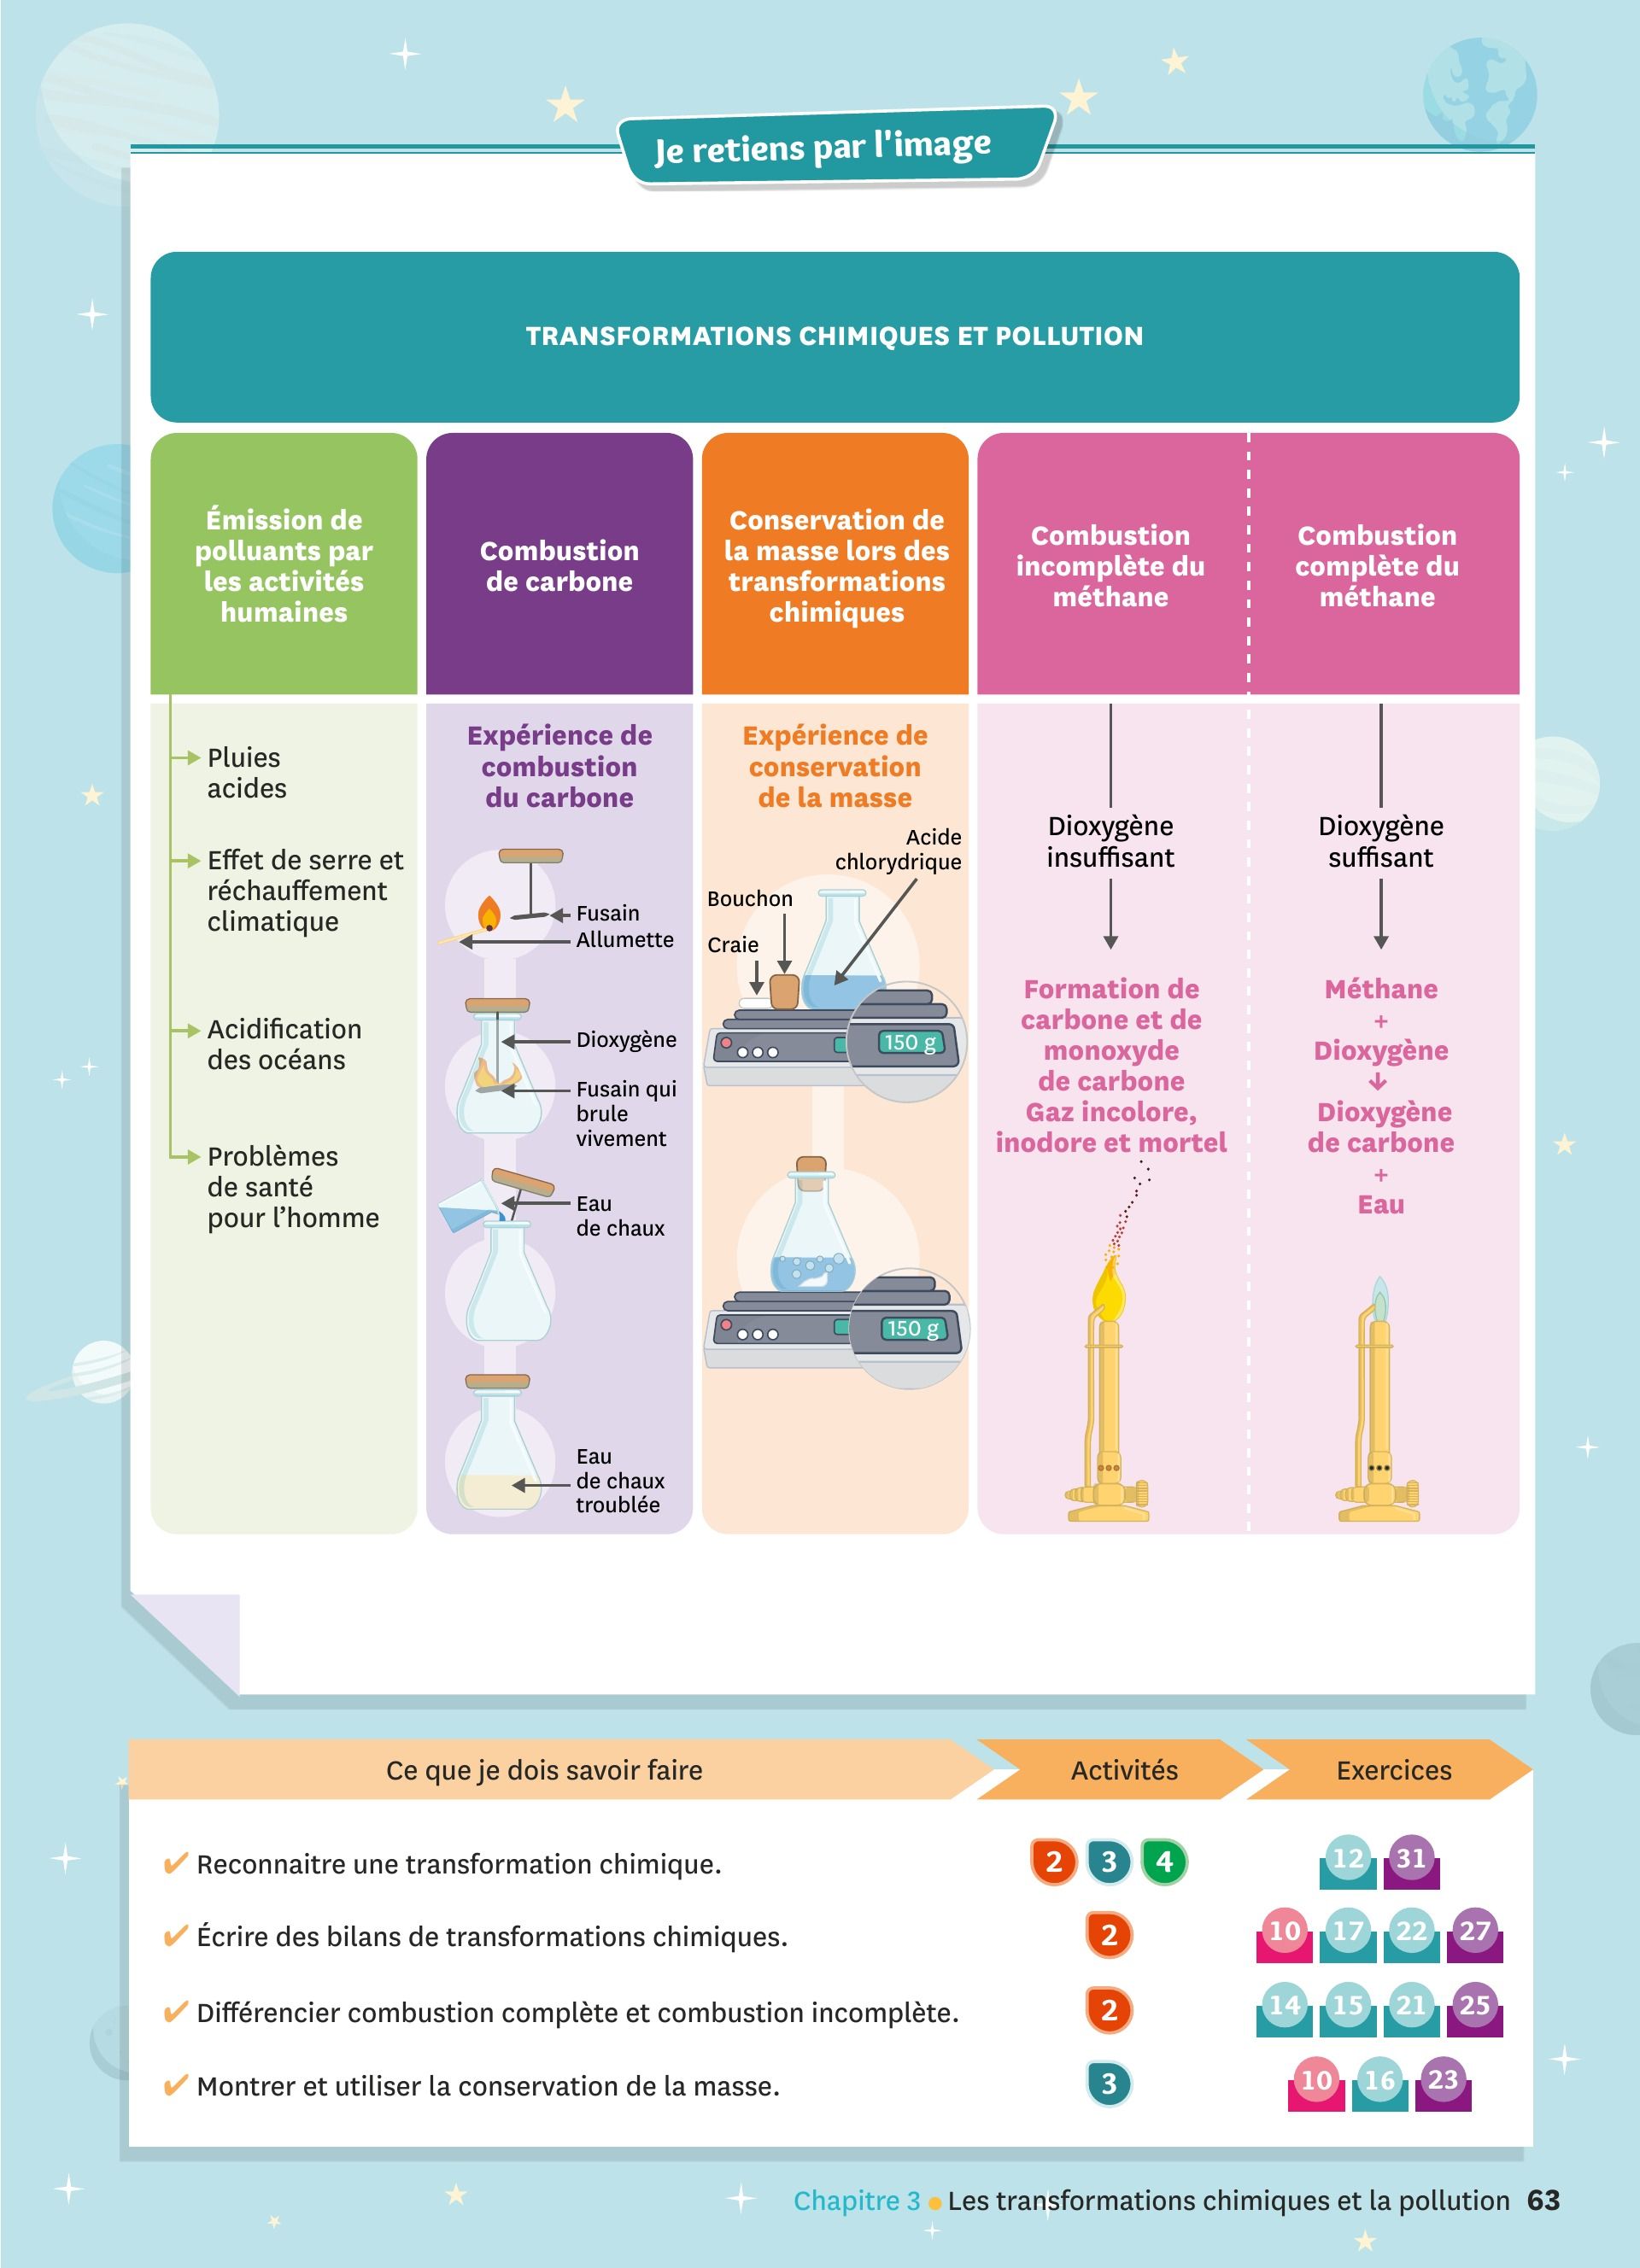 Je retiens par l'image
TRANSFORMATIONS CHIMIQUES ET POLLUTION
Émission de
polluants par
les activités
humaines
Pluies
acides
Effet de serre et
réchauffement
climatique
Acidification
des océans
Problèmes
de santé
pour l'homme
Combustion
de carbone
Expérience de
combustion
du carbone
Fusain
Allumette
Dioxygène
Fusain qui
brule
vivement
Eau
de chaux
Eau
de chaux
troublée
Conservation de
la masse lors des
transformations
chimiques
Expérience de
conservation
de la masse
Acide
chlorydrique
Bouchon
Craie
150 g
150 g
Combustion
incomplète du
méthane
Dioxygène
insuffisant
Formation de
carbone et de
monoxyde
de carbone
Gaz incolore,
inodore et mortel
Combustion
complète du
méthane
Dioxygène
suffisant
Méthane
+
Dioxygène
Dioxygène
de carbone
+
Eau
Ce que je dois savoir faire Activités Exercices
Reconnaitre une transformation chimique. 2 3 4 12 31
Écrire des bilans de transformations chimiques. 2 10 17 22 27
Différencier combustion complète et combustion incomplète. 2 14 15 21 25
Montrer et utiliser la conservation de la masse. 3 10 16 23
Chapitre 3 • Les transformations chimiques et la pollution 63